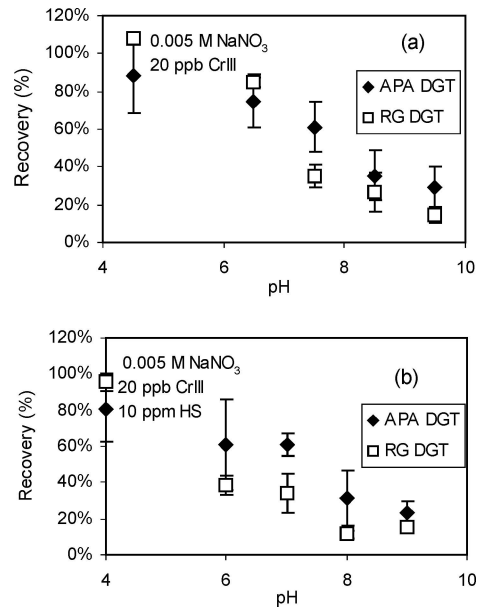 120%
0.005 M NaNO3
20 ppb CrIII
(a)
100%
80%
60%
40%
20%
0%
Recovery (%)
APA DGT
RG DGT
4
6
8
10
pH
120%
0.005 M NaNO3
20 ppb CrIII
10 ppm HS
(b)
100%
80%
60%
40%
20%
0%
Recovery (%)
APA DGT
RG DGT
4
6
8
10
pH